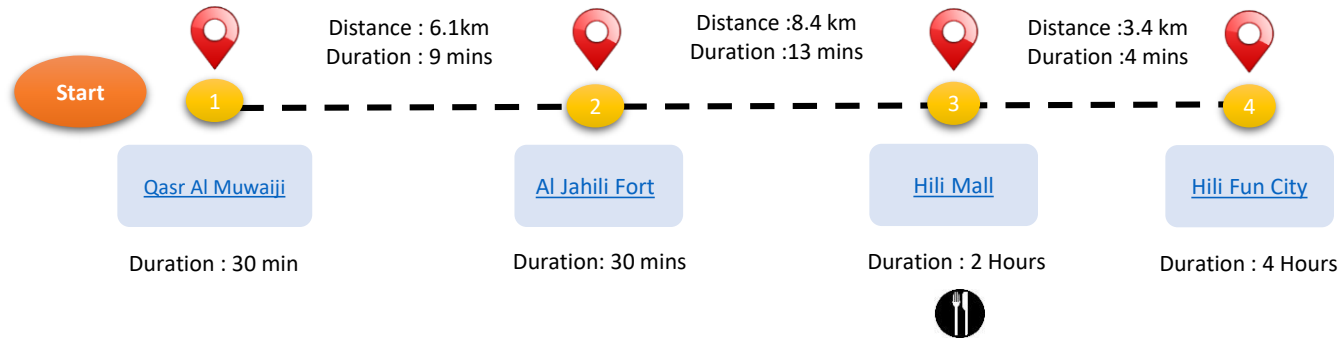 Start
1
Distance : 6.1km
Duration : 9 mins
2
Distance :8.4 km
Duration :13 mins
3
Distance :3.4 km
Duration :4 mins
4
Qasr Al Muwaiji
Al Jahili Fort
Hili Mall
Hili Fun City
Duration : 30 min
Duration: 30 mins
Duration : 2 Hours
Duration : 4 Hours